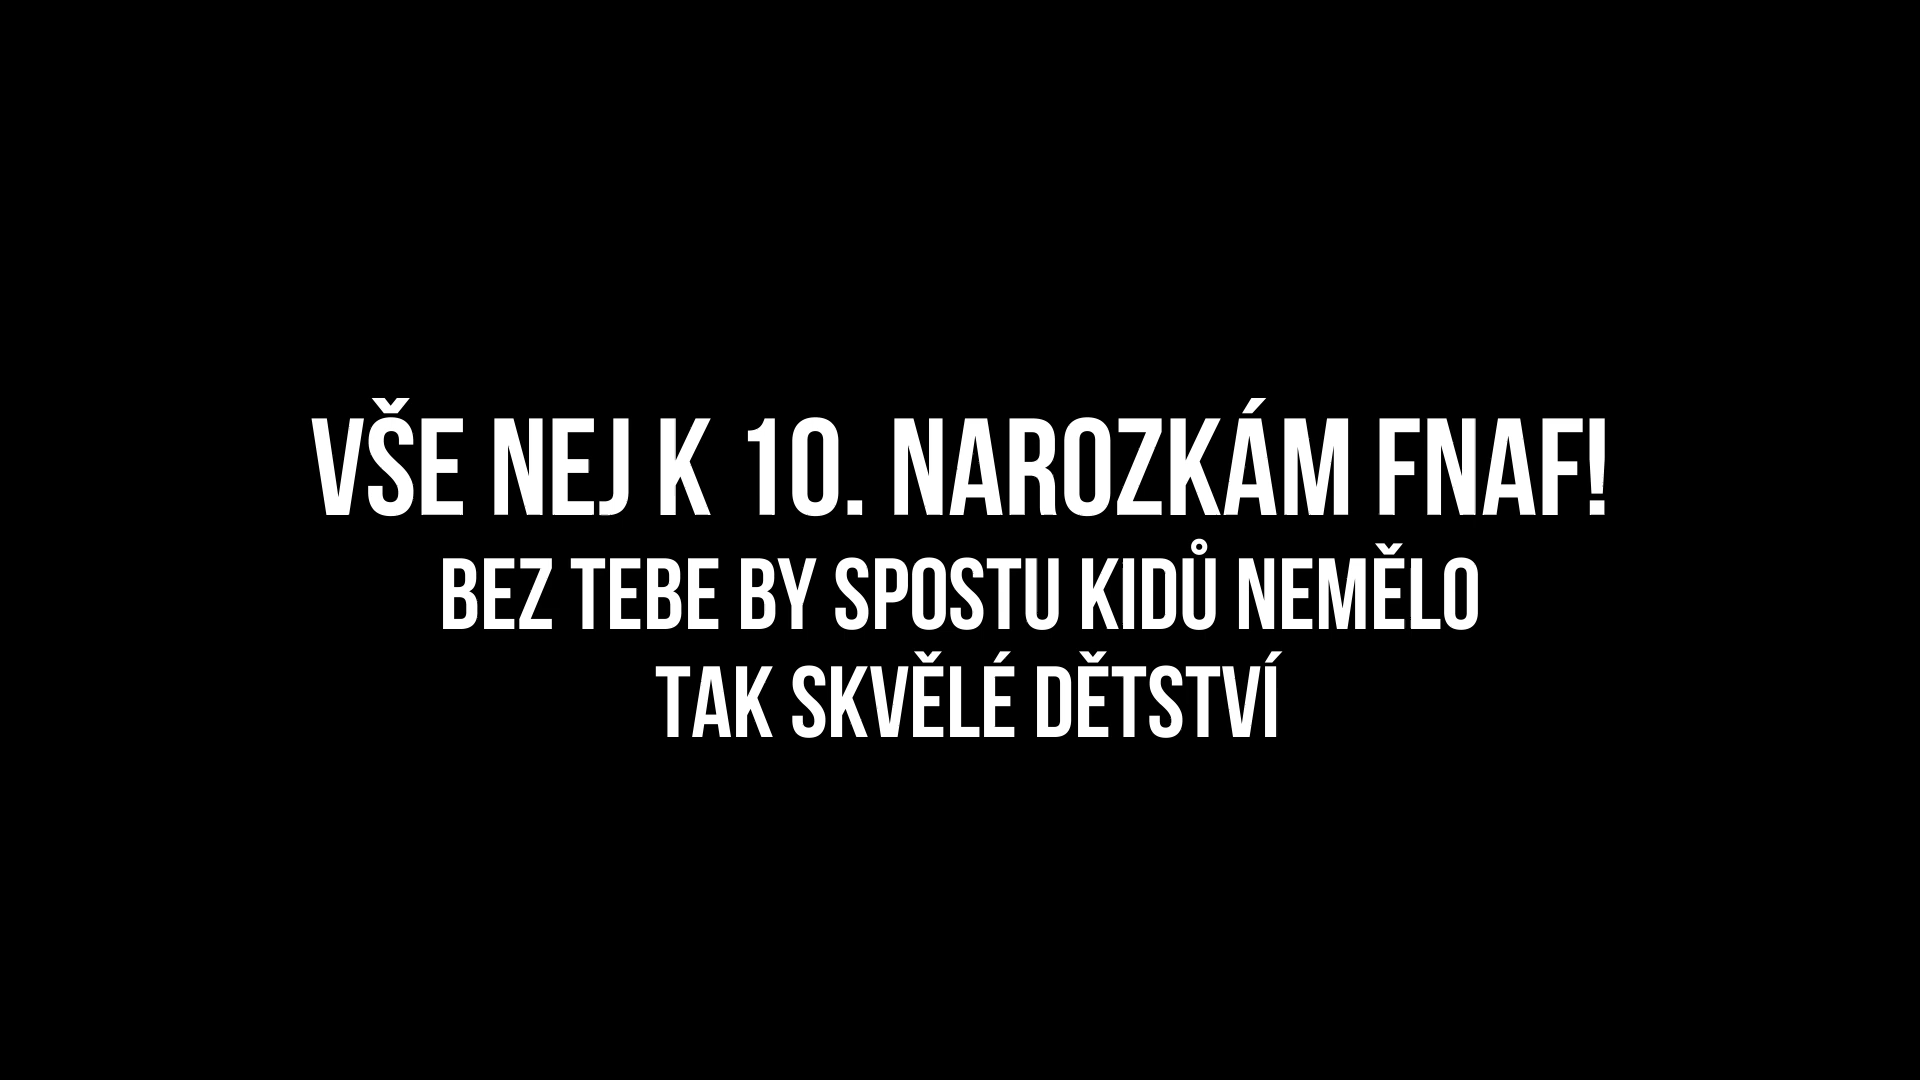 VŠE NEJ K 10. NAROZKÁM FNAF!
BEZ TEBE BY SPOSTU KIDŮ NEMĚLO
TAK SKVĚLÉ DĚTSTVÍ